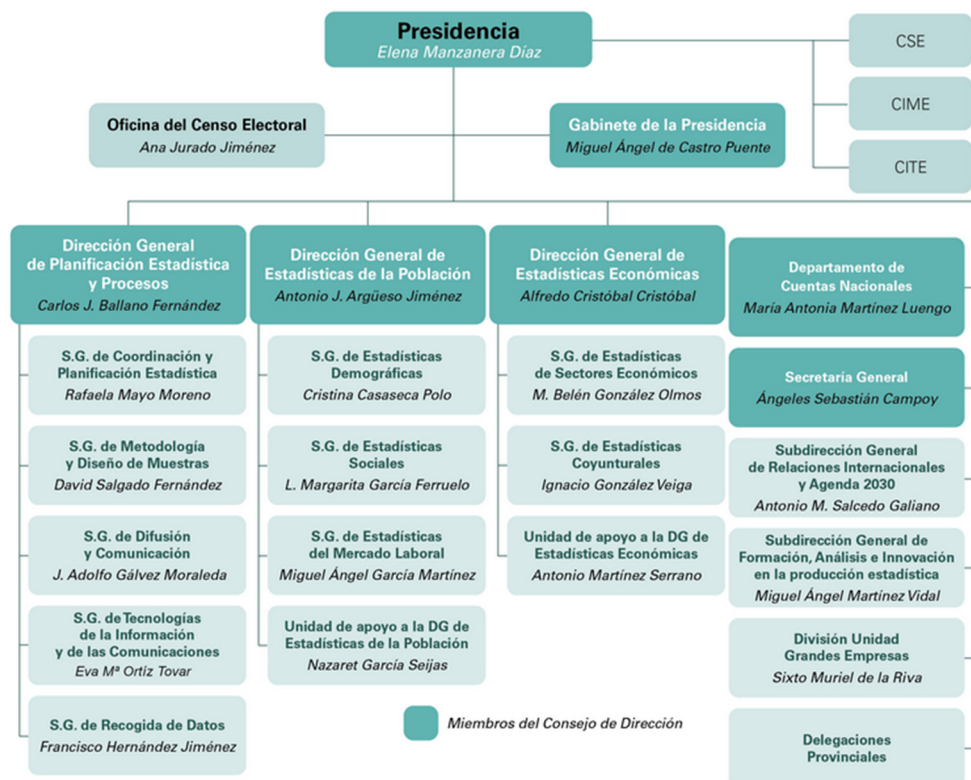 Presidencia
Elena Manzanera Díaz
CSE
CIME
CITE
Oficina del Censo Electoral
Ana Jurado Jiménez
Gabinete de la Presidencia
Miguel Ángel de Castro Puente
Dirección General
de Planificación Estadística
y Procesos
Carlos J. Ballano Fernández
S.G. de Coordinación y
Planificación Estadística
Rafaela Mayo Moreno
S.G. de Metodología
y Diseño de Muestras
David Salgado Fernández
S.G. de Difusión
y Comunicación
J. Adolfo Gálvez Moraleda
S.G. de Tecnologías
de la Información
y de las Comunicaciones
Eva Mª Ortíz Tovar
S.G. de Recogida de Datos
Francisco Hernández Jiménez
Dirección General de
Estadísticas de la Población
Antonio J. Argüeso Jiménez
S.G. de Estadísticas
Demográficas
Cristina Casaseca Polo
S.G. de Estadísticas
Sociales
L. Margarita García Ferruelo
S.G. de Estadísticas
del Mercado Laboral
Miguel Ángel García Martínez
Unidad de apoyo a la DG de
Estadísticas de la Población
Nazaret García Seijas
Dirección General de
Estadísticas Económicas
Alfredo Cristóbal Cristóbal
S.G. de Estadísticas
de Sectores Económicos
M. Belén González Olmos
S.G. de Estadísticas
Coyunturales
Ignacio González Veiga
Unidad de apoyo a la DG de
Estadísticas Económicas
Antonio Martínez Serrano
Departamento de
Cuentas Nacionales
María Antonia Martínez Luengo
Secretaría General
Ángeles Sebastián Campoy
Subdirección General
de Relaciones Internacionales
y Agenda 2030
Antonio M. Salcedo Galiano
Subdirección General de
Formación, Análisis e Innovación
en la producción estadística
Miguel Ángel Martínez Vidal
División Unidad
Grandes Empresas
Sixto Muriel de la Riva
Delegaciones
Provinciales
Miembros del Consejo de Dirección